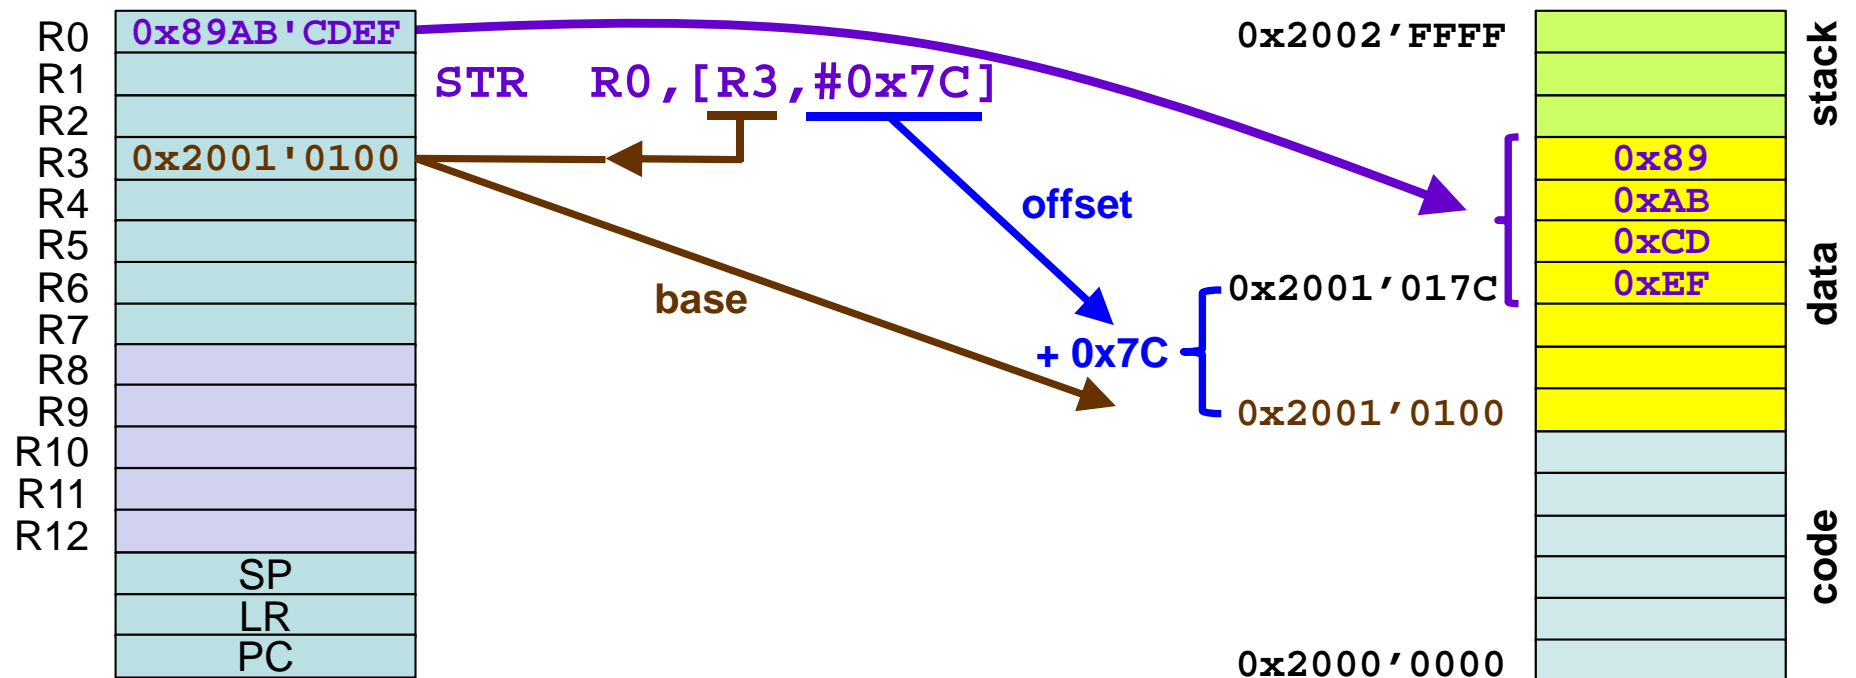 R0 0x89AB'CDEF
R1
R2
R3 0x2001'0100
R4
R5
R6
R7
R8
R9
R10
R11
R12
SP
LR
PC
STR R0,[R3,#0x7C]
offset
base
+ 0x7C
0x2002'FFFF
0x2001'017C
0x2001'0100
0x2000'0000
0x89
0xAB
0xCD
0xEF
stack
data
code